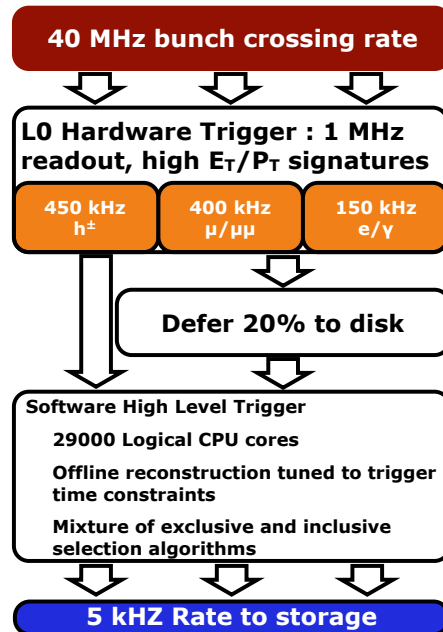 40 MHz bunch crossing rate
L0 Hardware Trigger : 1 MHz
readout, high E_T/P_T signatures
450 kHz
h±
400 kHz
µ/µµ
150 kHz
e/γ
Defer 20% to disk
Software High Level Trigger
29000 Logical CPU cores
Offline reconstruction tuned to trigger
time constraints
Mixture of exclusive and inclusive
selection algorithms
5 kHZ Rate to storage